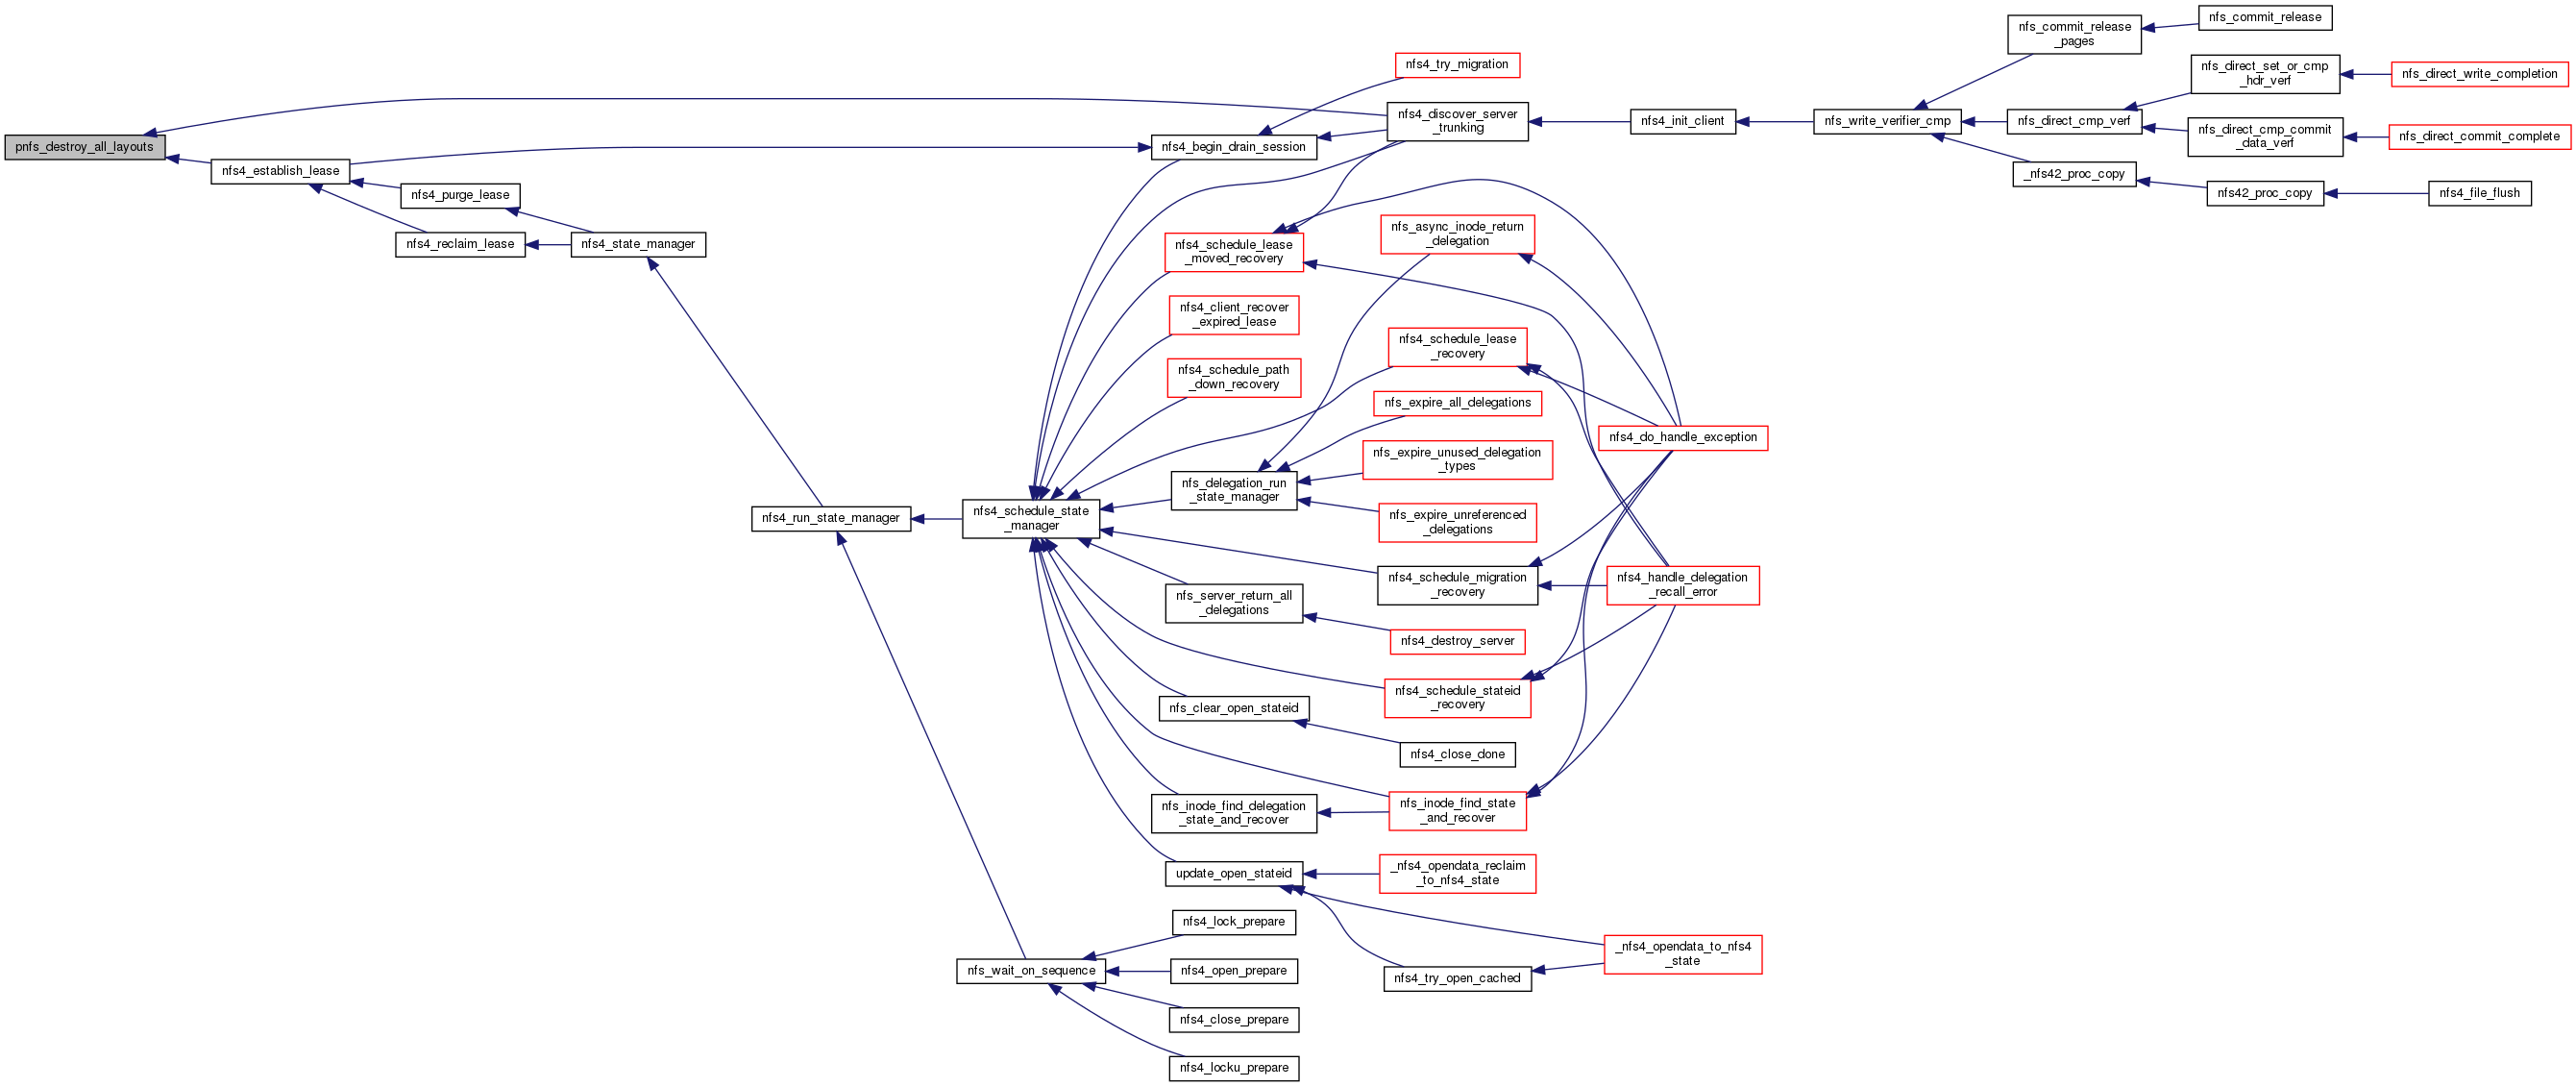 pnfs_destroy_all_layouts
nfs4_establish_lease
nfs4_purge_lease
nfs4_reclaim_lease
nfs4_state_manager
nfs4_run_state_manager
nfs4_schedule_state
_manager
nfs_wait_on_sequence
nfs4_begin_drain_session
nfs4_schedule_lease
_moved_recovery
nfs4_client_recover
_expired_lease
nfs4_schedule_path
_down_recovery
nfs_delegation_run
_state_manager
nfs_server_return_all
_delegations
nfs_clear_open_stateid
nfs_inode_find_delegation
_state_and_recover
update_open_stateid
nfs4_lock_prepare
nfs4_open_prepare
nfs4_close_prepare
nfs4_locku_prepare
nfs4_try_migration
nfs4_discover_server
_trunking
nfs_async_inode_return
_delegation
nfs4_schedule_lease
_recovery
nfs_expire_all_delegations
nfs_expire_unused_delegation
_types
nfs_expire_unreferenced
_delegations
nfs4_schedule_migration
_recovery
nfs4_destroy_server
nfs4_schedule_stateid
_recovery
nfs4_close_done
nfs_inode_find_state
_and_recover
_nfs4_opendata_reclaim
_to_nfs4_state
nfs4_try_open_cached
nfs4_init_client
nfs4_do_handle_exception
nfs4_handle_delegation
_recall_error
_nfs4_opendata_to_nfs4
_state
nfs_write_verifier_cmp
nfs_commit_release
_pages
nfs_direct_cmp_verf
_nfs42_proc_copy
nfs_commit_release
nfs_direct_set_or_cmp
_hdr_verf
nfs_direct_cmp_commit
_data_verf
nfs42_proc_copy
nfs_direct_write_completion
nfs_direct_commit_complete
nfs4_file_flush